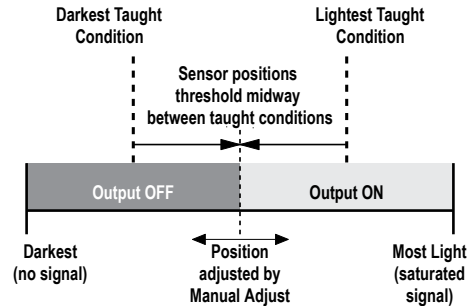 Darkest Taught
Condition
Lightest Taught
Condition
Sensor positions
threshold midway
between taught conditions
Output OFF
Output ON
Darkest
(no signal)
Position
adjusted by
Manual Adjust
Most Light
(saturated
signal)